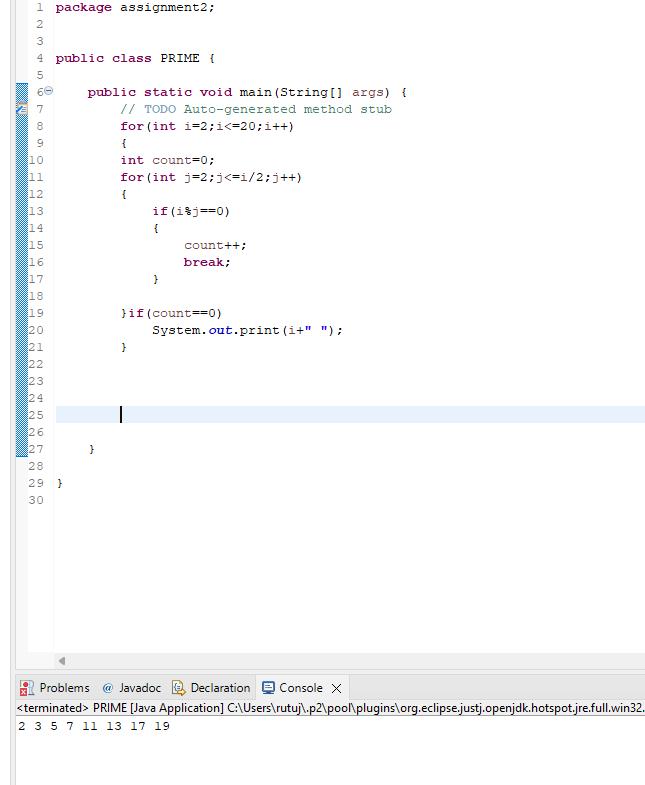 1 package assignment2;
2
3
4 public class PRIME {
5
6 public static void main(String[] args) {
7 // TODO Auto-generated method stub
8 for(int i=2;i<=20;i++)
9 {
10 int count=0;
11 for(int j=2;j<=i/2;j++)
12 {
13 if(i%j==0)
14 {
15 count++;
16 break;
17 }
18
19 }if(count==0)
20 System.out.print(i+" ");
21 }
22
23
24
25
26
27 }
28
29 }
30
Problems @ Javadoc Declaration Console
<terminated> PRIME [Java Application] C:\Users\rutuj\.p2\pool\plugins\org.eclipse.justj.openjdk.hotspot.jre.full.win32.
2 3 5 7 11 13 17 19